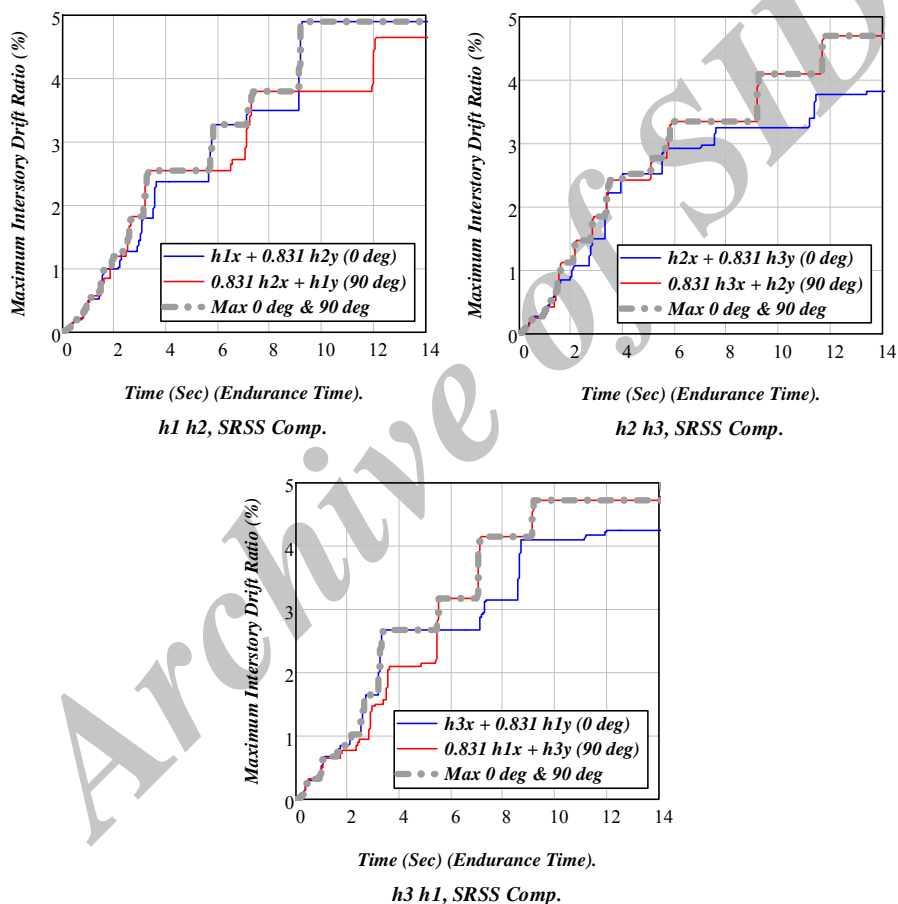 Maximum Interstory Drift Ratio (%)
5
4
3
2
1
0
h1x + 0.831 h2y (0 deg)
0.831 h2x + h1y (90 deg)
Max 0 deg & 90 deg
0 2 4 6 8 10 12 14
Time (Sec) (Endurance Time).
h1 h2, SRSS Comp.
Maximum Interstory Drift Ratio (%)
5
4
3
2
1
0
h2x + 0.831 h3y (0 deg)
0.831 h3x + h2y (90 deg)
Max 0 deg & 90 deg
0 2 4 6 8 10 12 14
Time (Sec) (Endurance Time).
h2 h3, SRSS Comp.
Maximum Interstory Drift Ratio (%)
5
4
3
2
1
0
h3x + 0.831 h1y (0 deg)
0.831 h1x + h3y (90 deg)
Max 0 deg & 90 deg
0 2 4 6 8 10 12 14
Time (Sec) (Endurance Time).
h3 h1, SRSS Comp.
Archive of SID